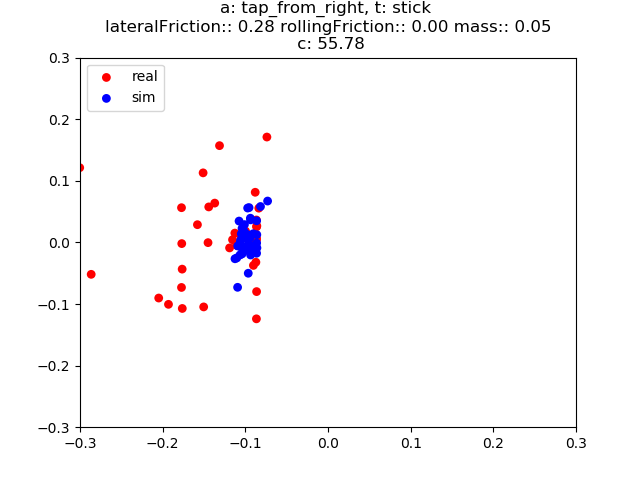 a: tap_from_right, t: stick
lateralFriction:: 0.28 rollingFriction:: 0.00 mass:: 0.05
c: 55.78
real
sim
0.3
0.2
0.1
0.0
−0.1
−0.2
−0.3
−0.3
−0.2
−0.1
0.0
0.1
0.2
0.3